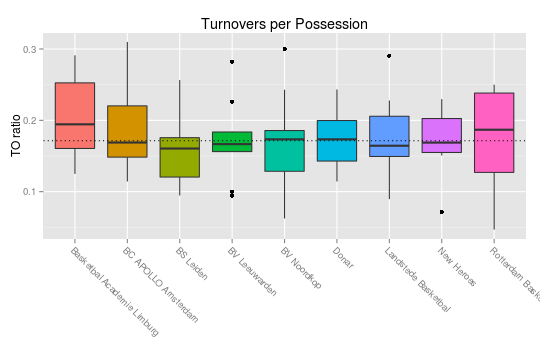 Turnovers per Possession
TO ratio
0.3
0.2
0.1
Basketbal Academie Limburg
BC APOLLO Amsterdam
BS Leiden
BV Leeuwarden
BV Noordkop
Donar
Landstede Basketbal
New Heroes
Rotterdam Bask